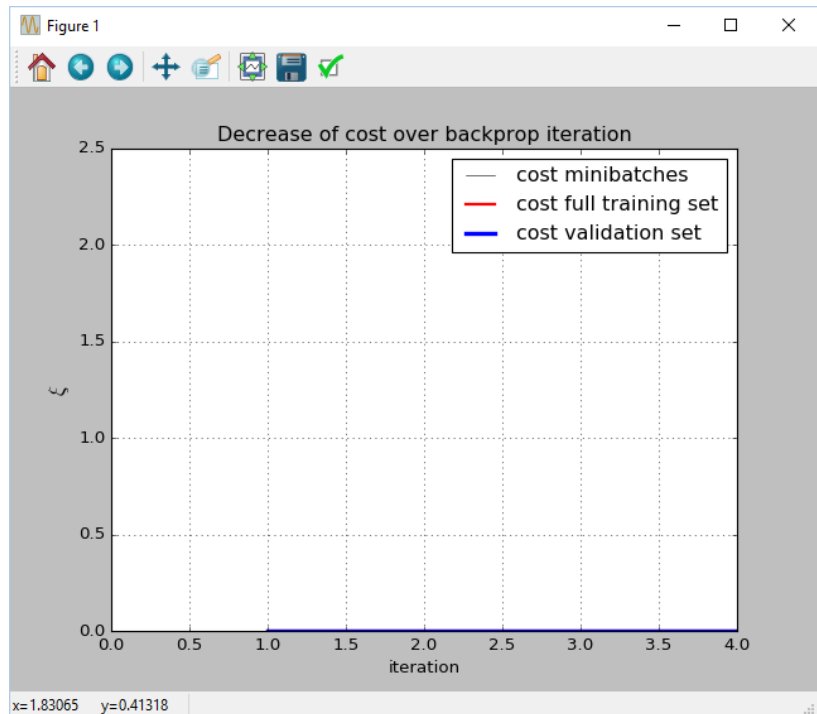 Figure 1
Decrease of cost over backprop iteration
2.5
2.0
1.5
1.0
0.5
0.0
ξ
cost minibatches
cost full training set
cost validation set
0.0 0.5 1.0 1.5 2.0 2.5 3.0 3.5 4.0
iteration
x=1.83065 y=0.41318